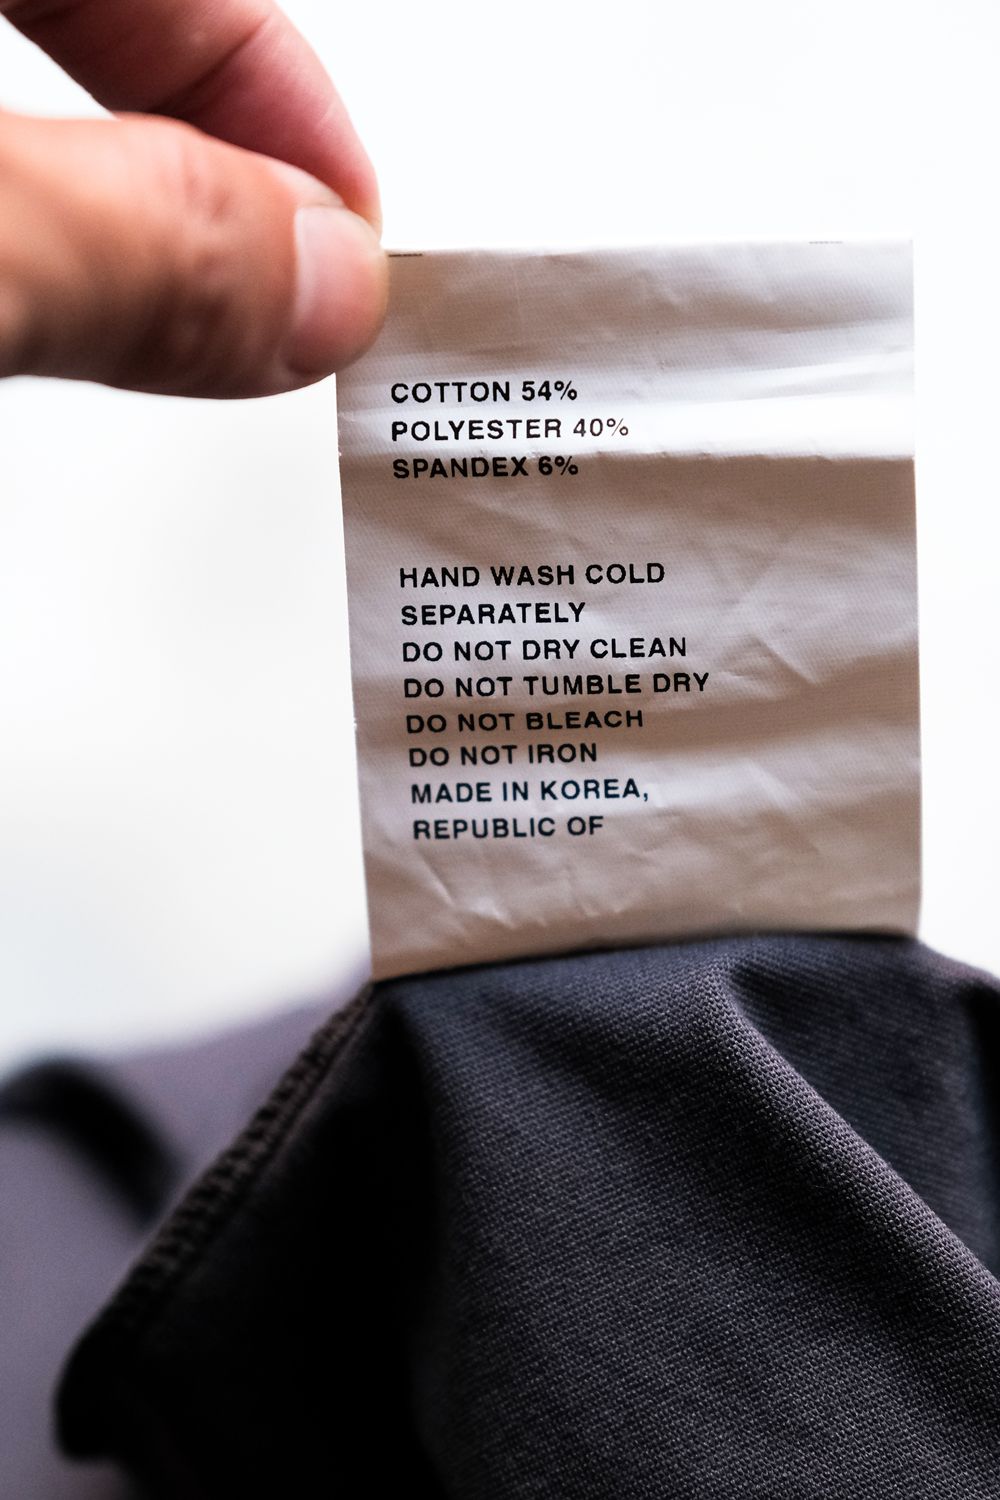 COTTON 54%
POLYESTER 40%
SPANDEX 6%
HAND WASH COLD
SEPARATELY
DO NOT DRY CLEAN
DO NOT TUMBLE DRY
DO NOT BLEACH
DO NOT IRON
MADE IN KOREA,
REPUBLIC OF